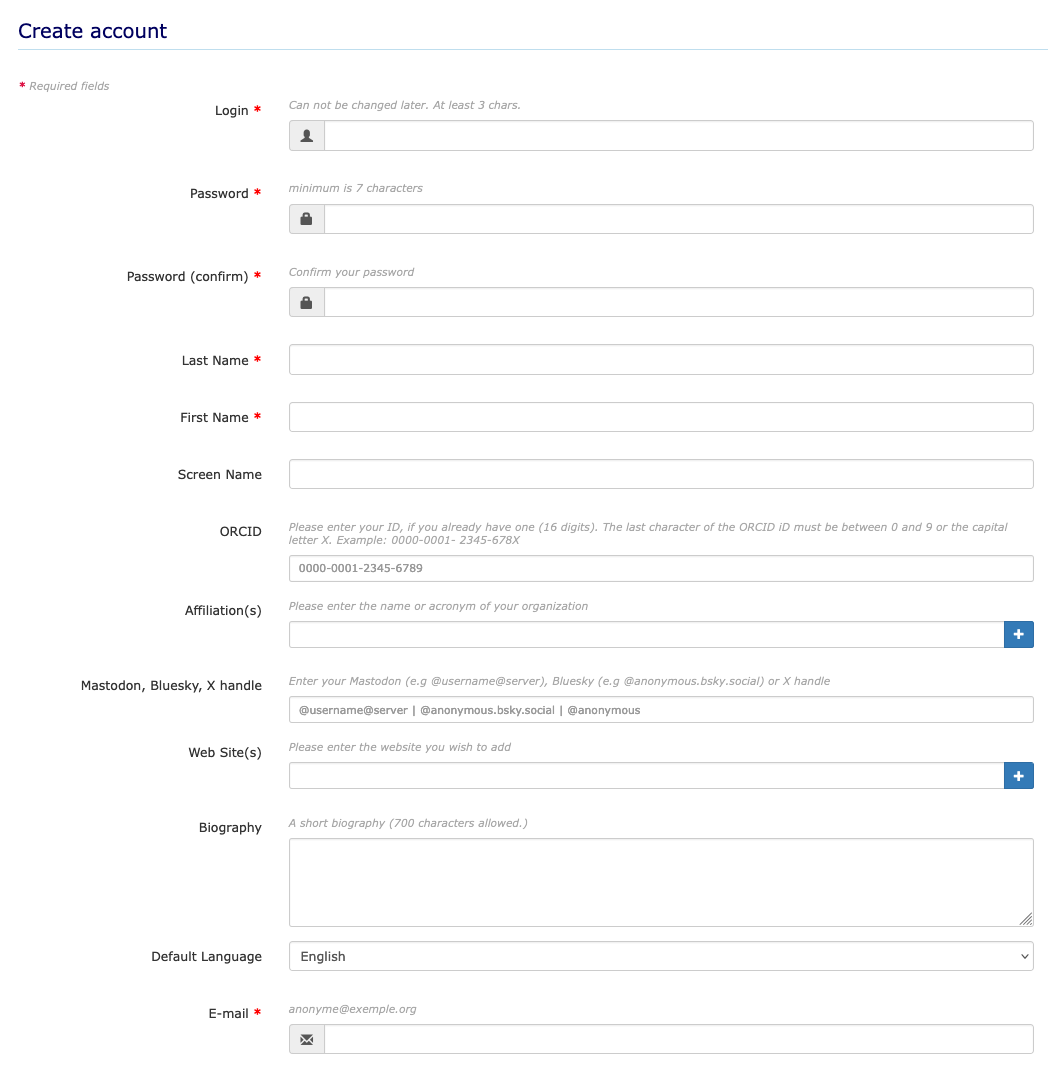 Create account
* Required fields
Login *
Can not be changed later. At least 3 chars.
Password *
minimum is 7 characters
Password (confirm) *
Confirm your password
Last Name *
First Name *
Screen Name
ORCID
Please enter your ID, if you already have one (16 digits). The last character of the ORCID iD must be between 0 and 9 or the capital
letter X. Example: 0000-0001- 2345-678X
0000-0001-2345-6789
Affiliation(s)
Please enter the name or acronym of your organization
Mastodon, Bluesky, X handle
Enter your Mastodon (e.g @username@server), Bluesky (e.g @anonymous.bsky.social) or X handle
@username@server | @anonymous.bsky.social | @anonymous
Web Site(s)
Please enter the website you wish to add
Biography
A short biography (700 characters allowed.)
Default Language
English
E-mail *
anonyme@exemple.org